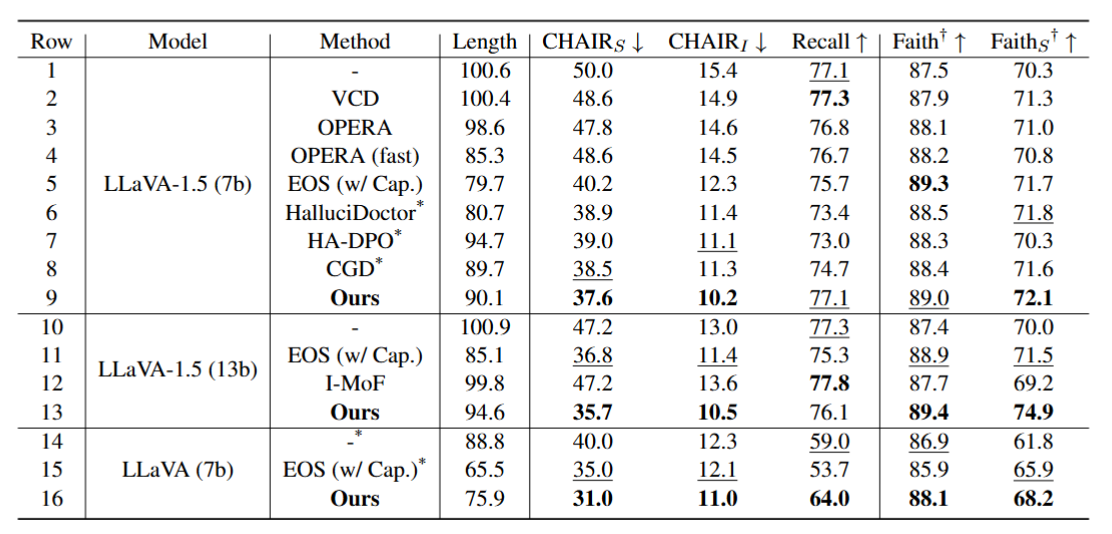 Row Model Method Length CHAIR_S ↓ CHAIR_I ↓ Recall ↑ Faith† ↑ Faith_S† ↑
1 - 100.6 50.0 15.4 77.1 87.5 70.3
2 VCD 100.4 48.6 14.9 77.3 87.9 71.3
3 OPERA 98.6 47.8 14.6 76.8 88.1 71.0
4 OPERA (fast) 85.3 48.6 14.5 76.7 88.2 70.8
5 LLaVA-1.5 (7b) EOS (w/ Cap.) 79.7 40.2 12.3 75.7 89.3 71.7
6 HalluciDoctor* 80.7 38.9 11.4 73.4 88.5 71.8
7 HA-DPO* 94.7 39.0 11.1 73.0 88.3 70.3
8 CGD* 89.7 38.5 11.3 74.7 88.4 71.6
9 Ours 90.1 37.6 10.2 77.1 89.0 72.1
10 - 100.9 47.2 13.0 77.3 87.4 70.0
11 EOS (w/ Cap.) 85.1 36.8 11.4 75.3 88.9 71.5
LLaVA-1.5 (13b)
12 I-MoF 99.8 47.2 13.6 77.8 87.7 69.2
13 Ours 94.6 35.7 10.5 76.1 89.4 74.9
14 -* 88.8 40.0 12.3 59.0 86.9 61.8
15 LLaVA (7b) EOS (w/ Cap.)* 65.5 35.0 12.1 53.7 85.9 65.9
16 Ours 75.9 31.0 11.0 64.0 88.1 68.2